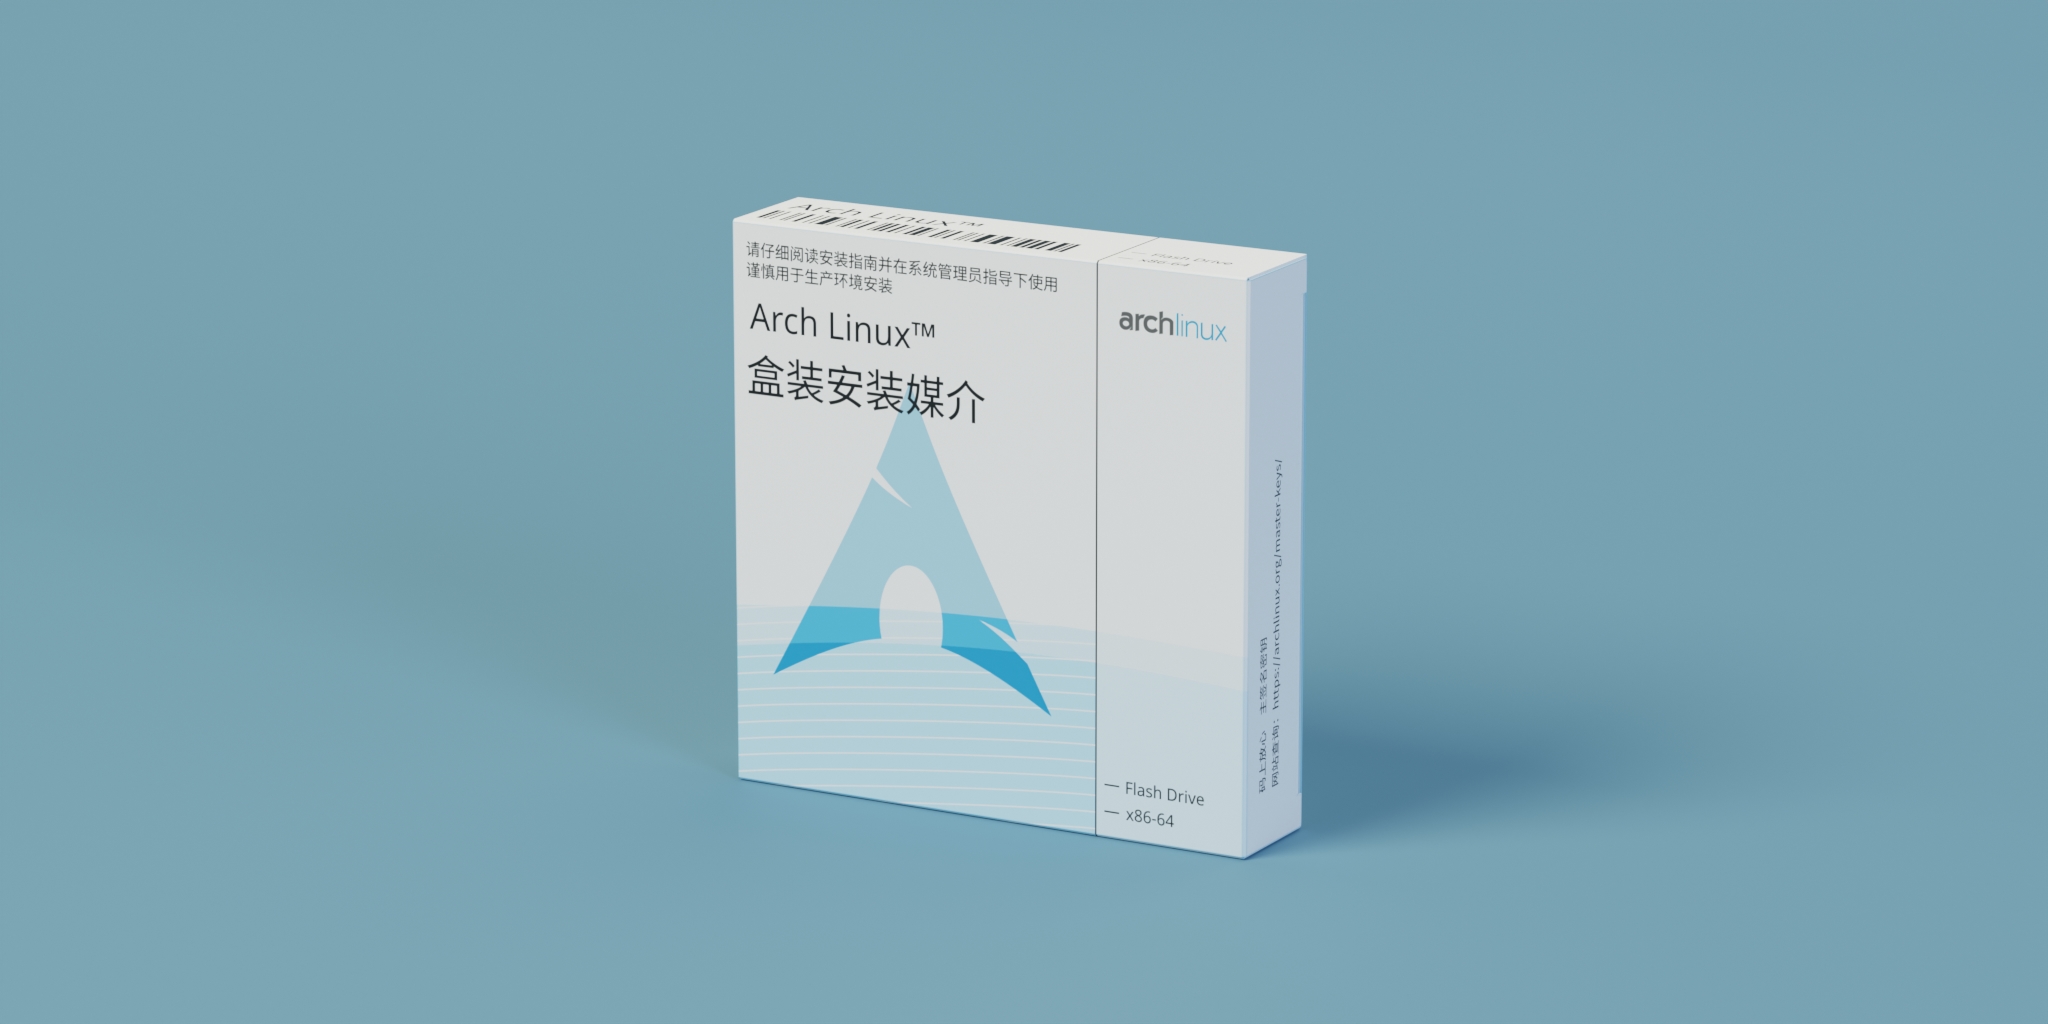 Arch Linux™
— Flash Drive
— x86-64
请仔细阅读安装指南并在系统管理员指导下使用
谨慎用于生产环境安装
Arch Linux™
盒装安装媒介
archlinux
— Flash Drive
— x86-64
码上放心 主签名密钥
网站查询：https://archlinux.org/master-keys/